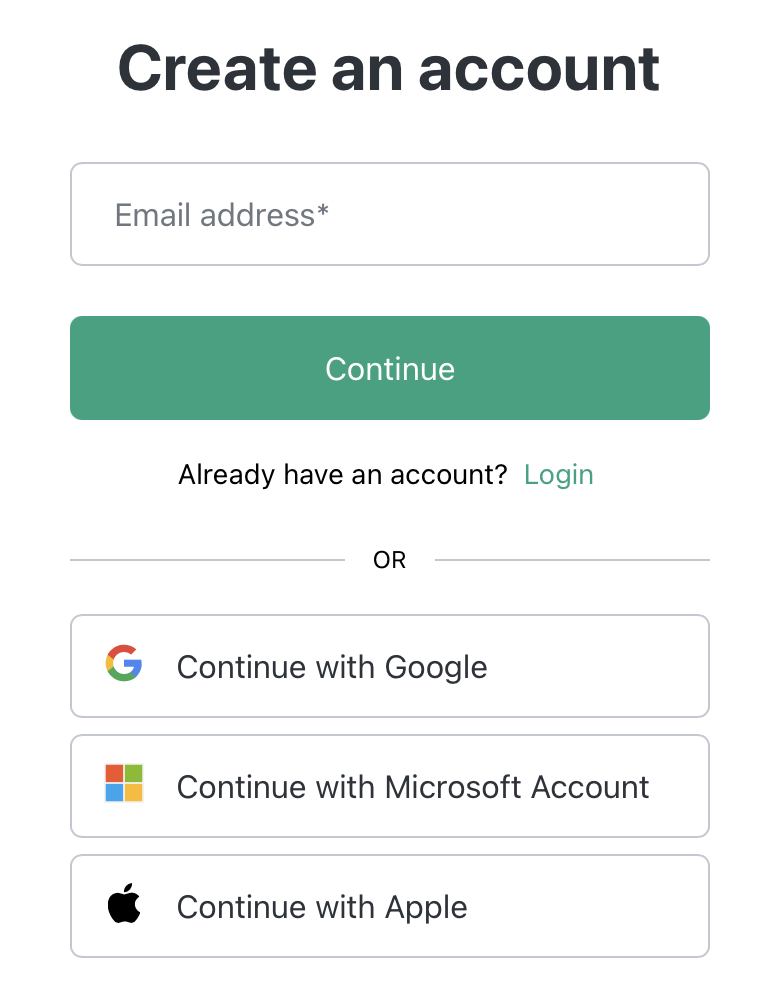 Create an account
Email address*
Continue
Already have an account? Login
OR
Continue with Google
Continue with Microsoft Account
Continue with Apple